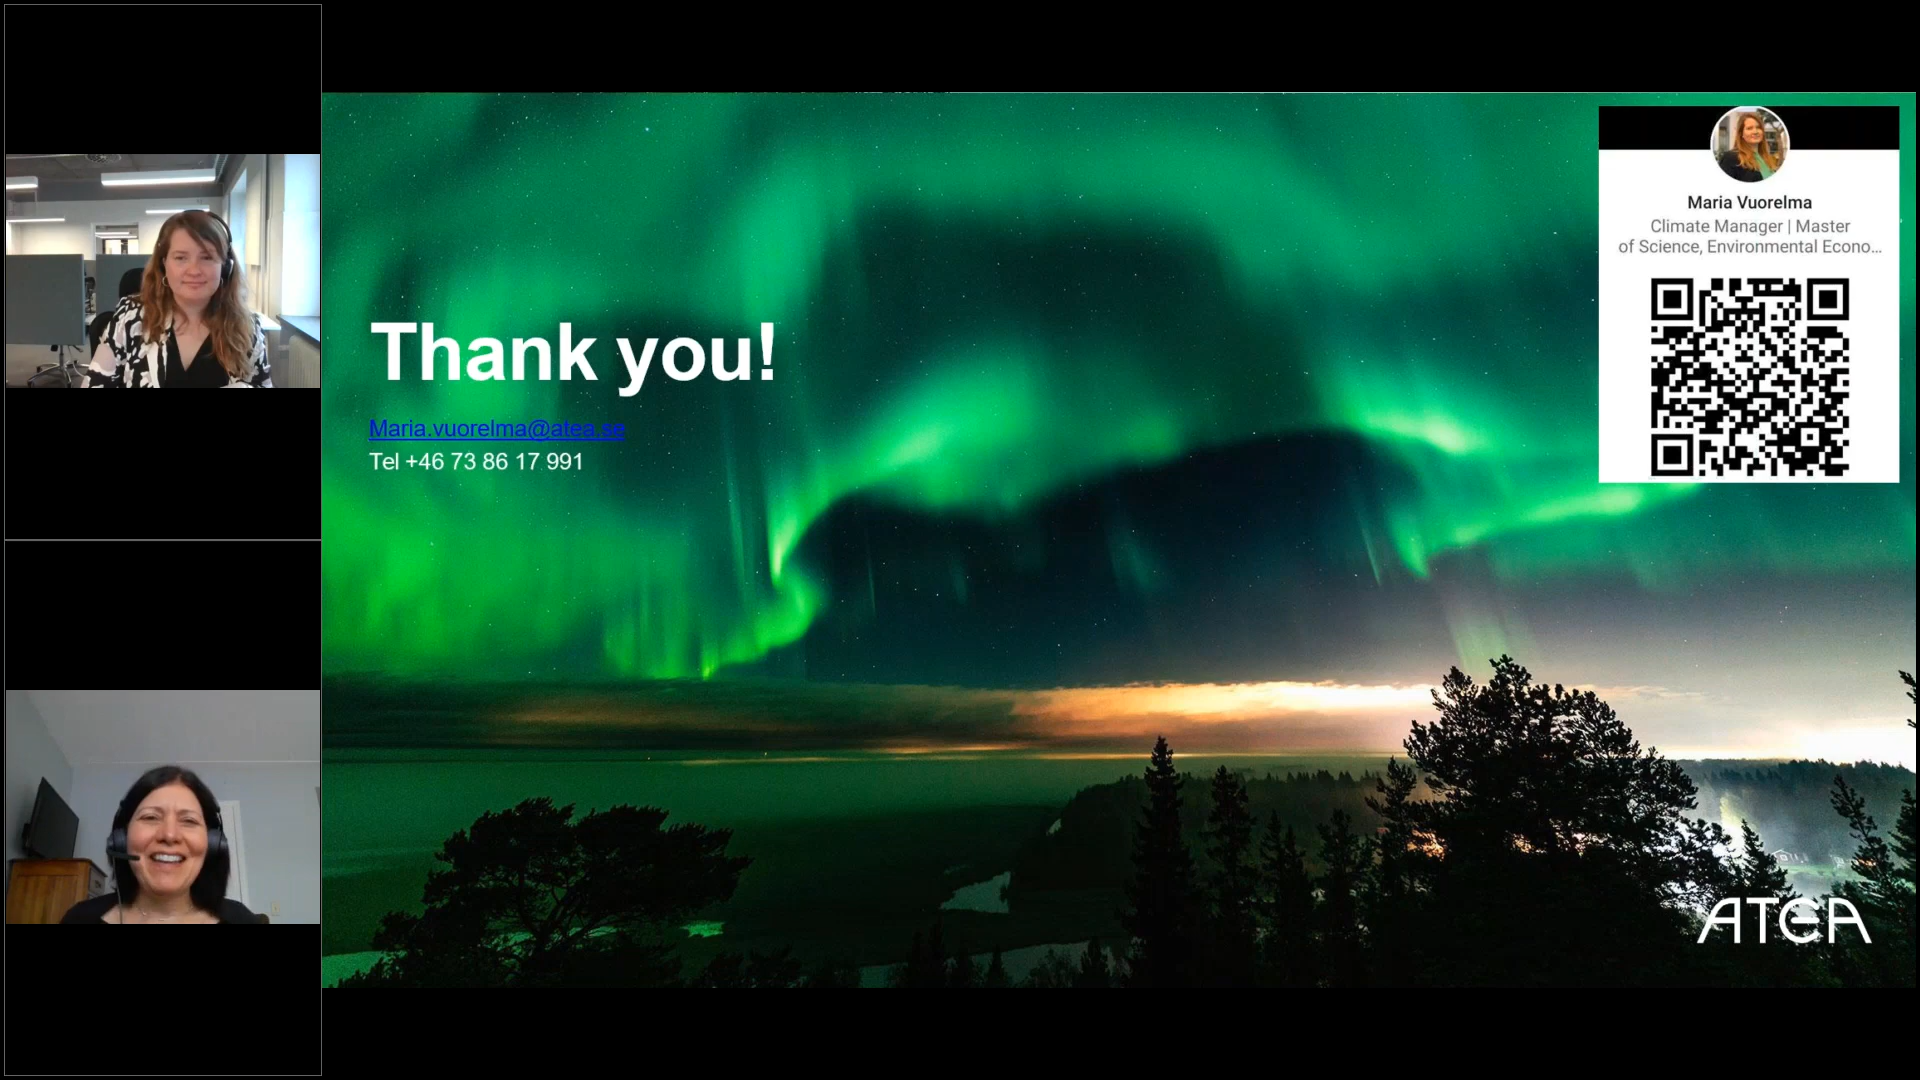 Thank you!
Maria.vuorelma@atea.se
Tel +46 73 86 17 991
Maria Vuorelma
Climate Manager | Master
of Science, Environmental Econo...
ATEA